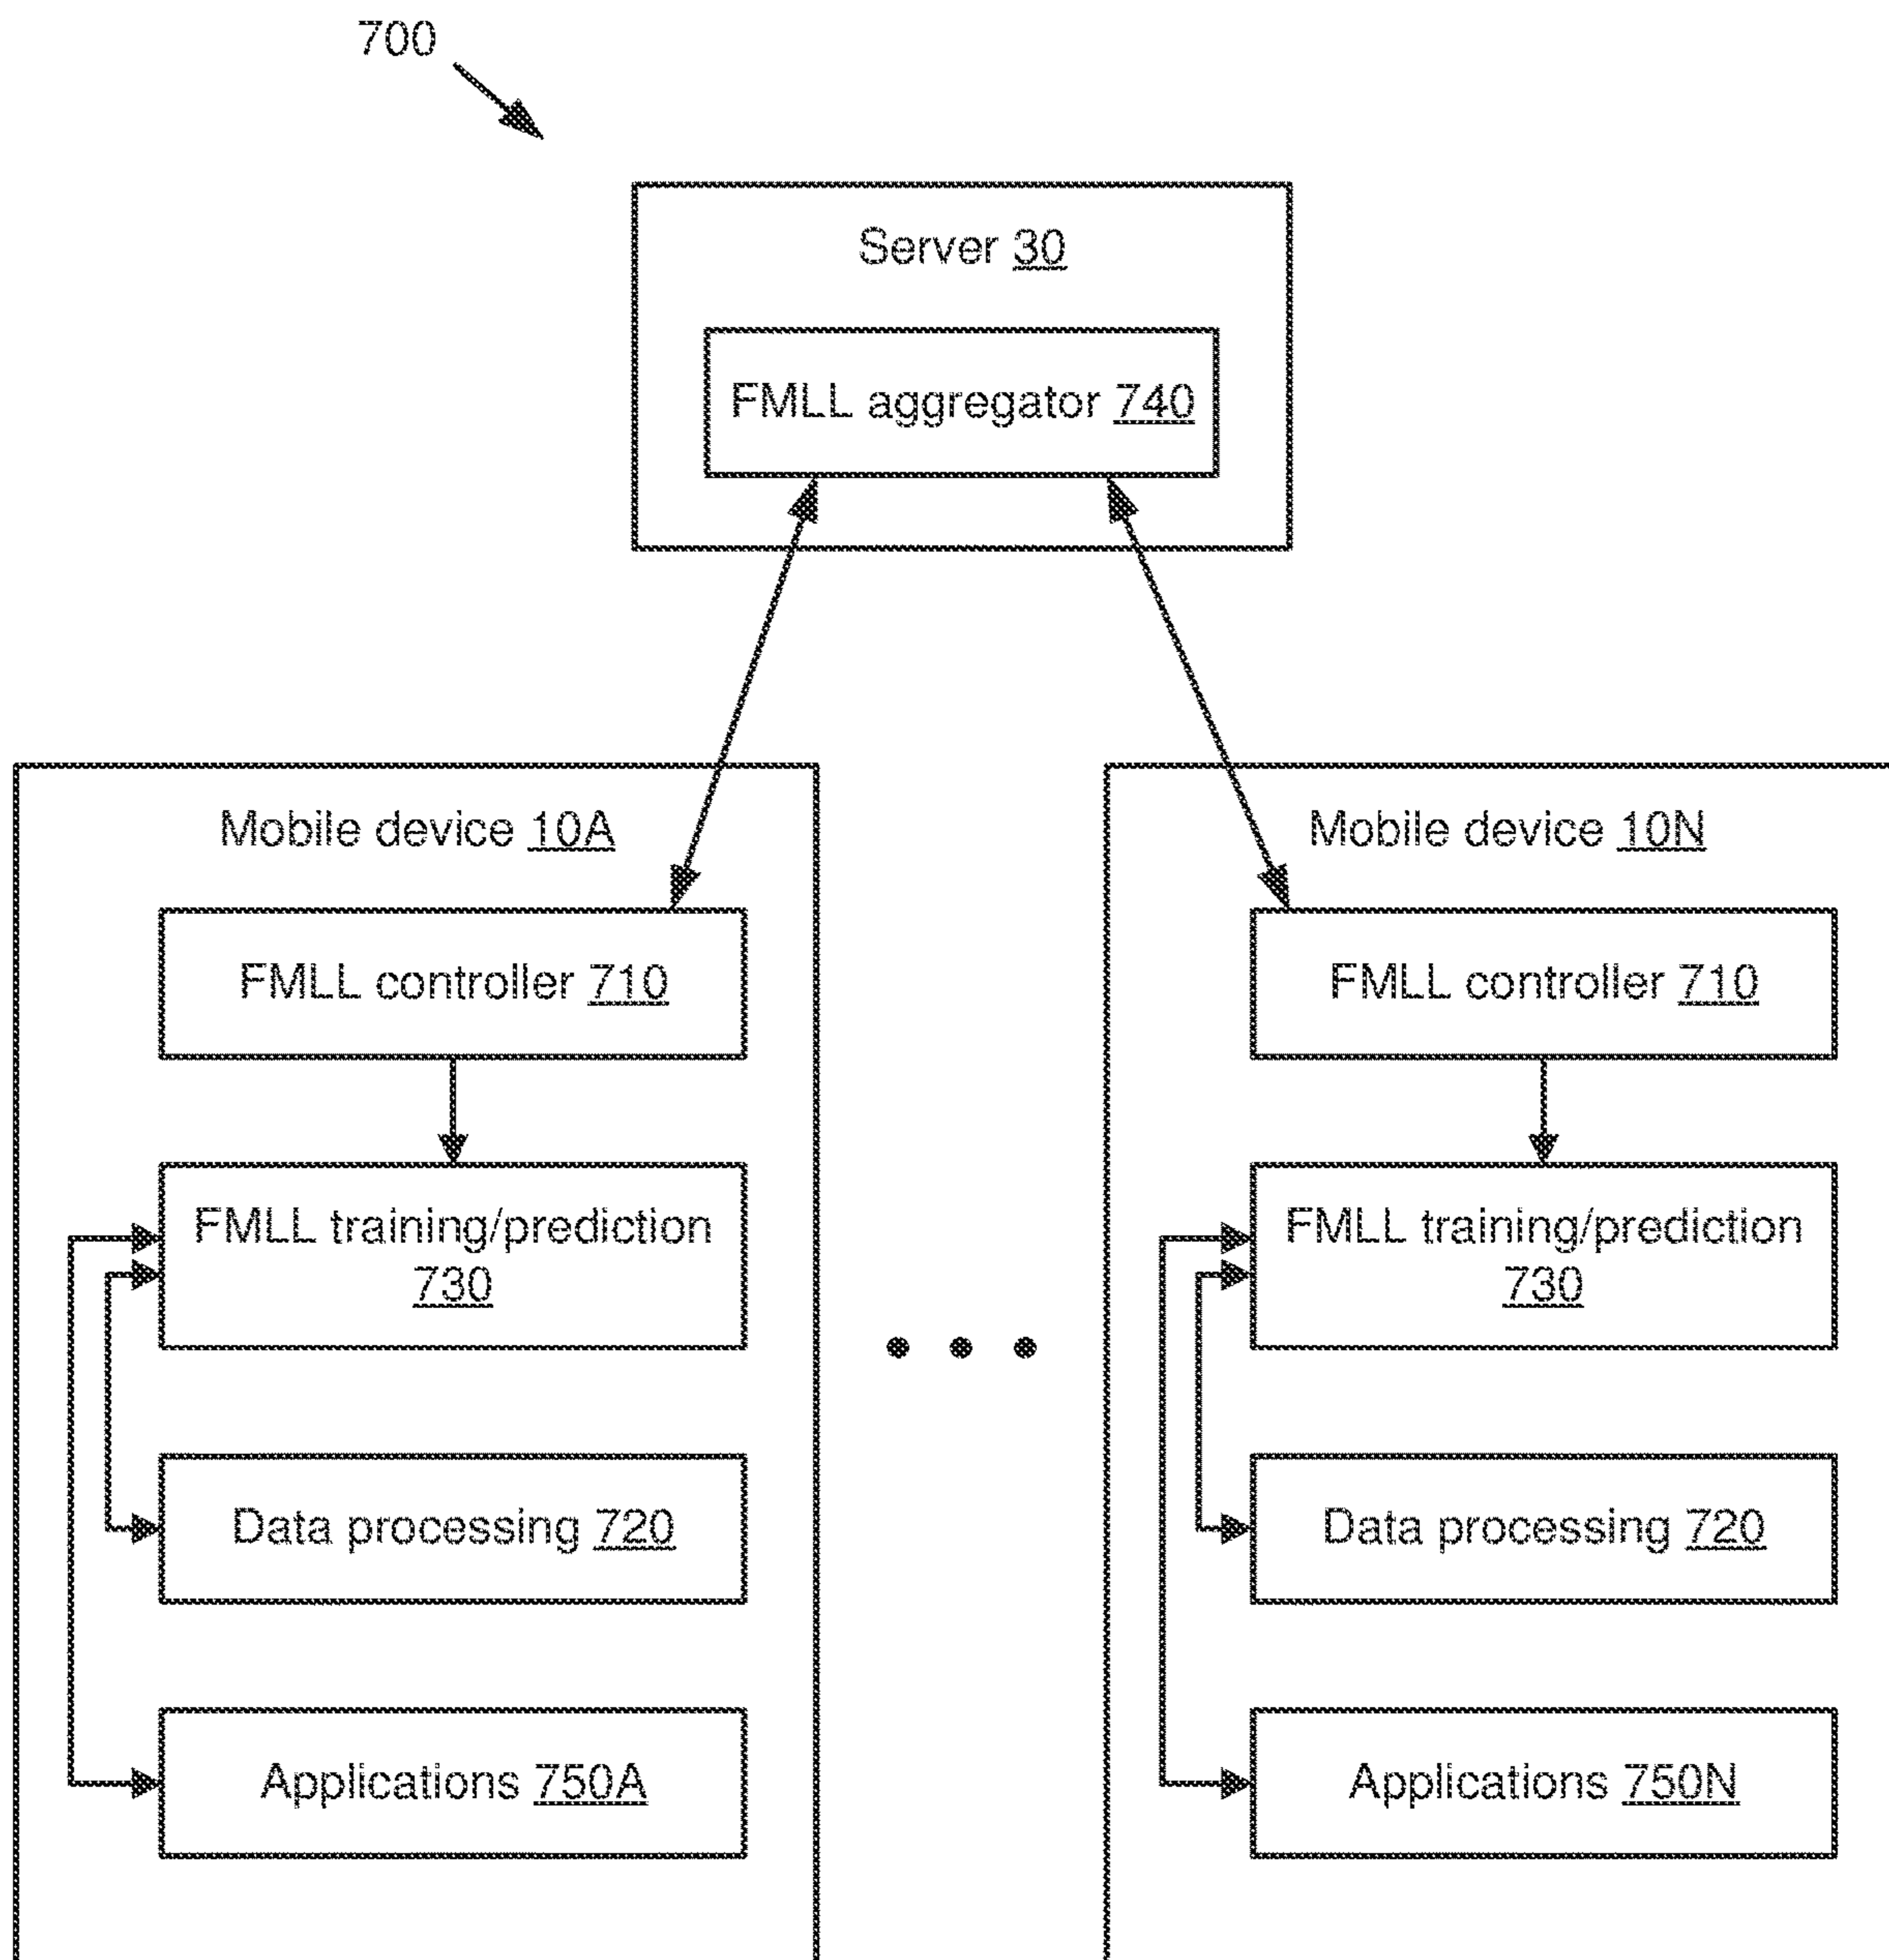 700
Server 30
FMLL aggregator 740
Mobile device 10A
FMLL controller 710
FMLL training/prediction
730
Data processing 720
Applications 750A
Mobile device 10N
FMLL controller 710
FMLL training/prediction
730
Data processing 720
Applications 750N